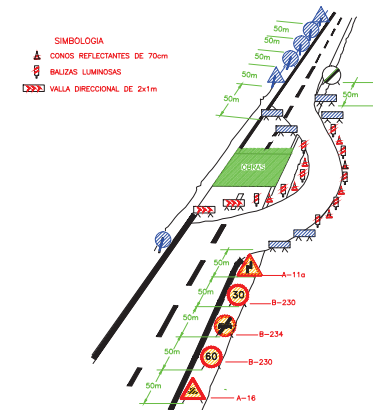 SIMBOLOGIA
CONOS REFLECTANTES DE 70cm
BALIZAS LUMINOSAS
VALLA DIRECCIONAL DE 2x1m
50m
50m
50m
50m
50m
50m
OBRAS
50m
A-11a
50m
30
B-230
50m
B-234
50m
60
B-230
50m
A-16